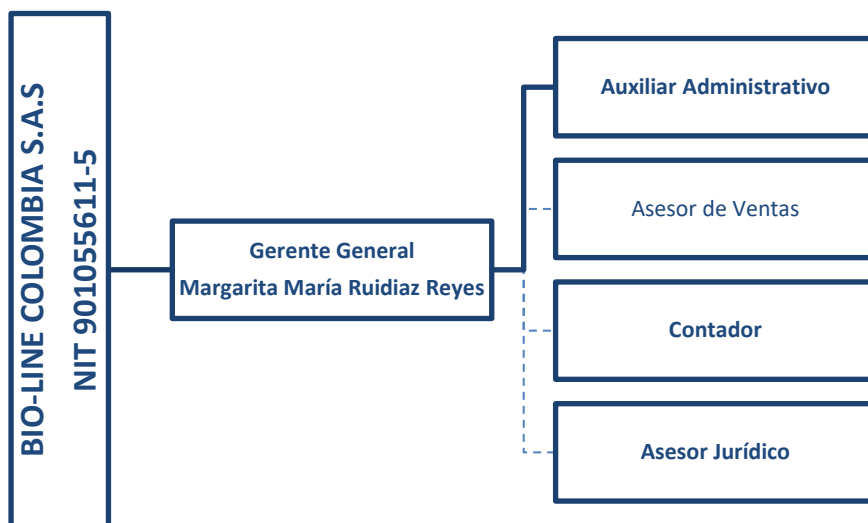 BIO-LINE COLOMBIA S.A.S
NIT 901055611-5
Gerente General
Margarita María Ruidiaz Reyes
Auxiliar Administrativo
Asesor de Ventas
Contador
Asesor Jurídico